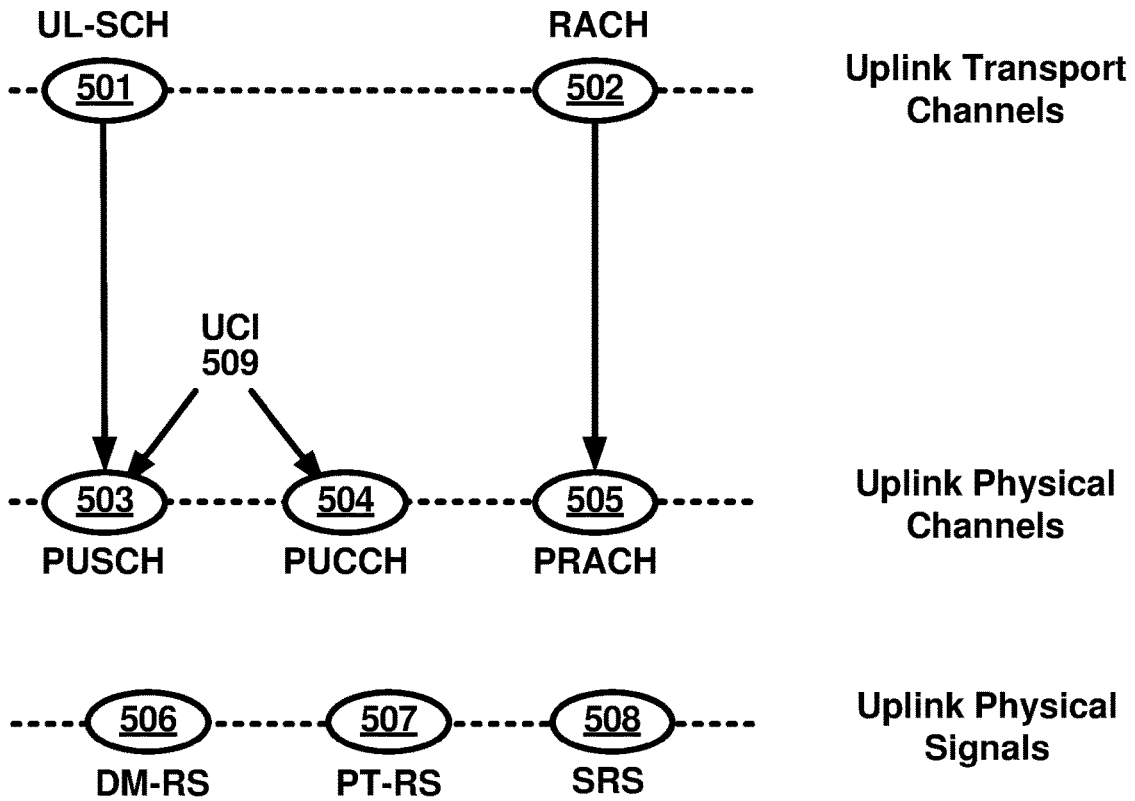 UL-SCH
RACH
501
502
Uplink Transport
Channels
UCI
509
503
504
505
Uplink Physical
Channels
PUSCH
PUCCH
PRACH
506
507
508
Uplink Physical
Signals
DM-RS
PT-RS
SRS